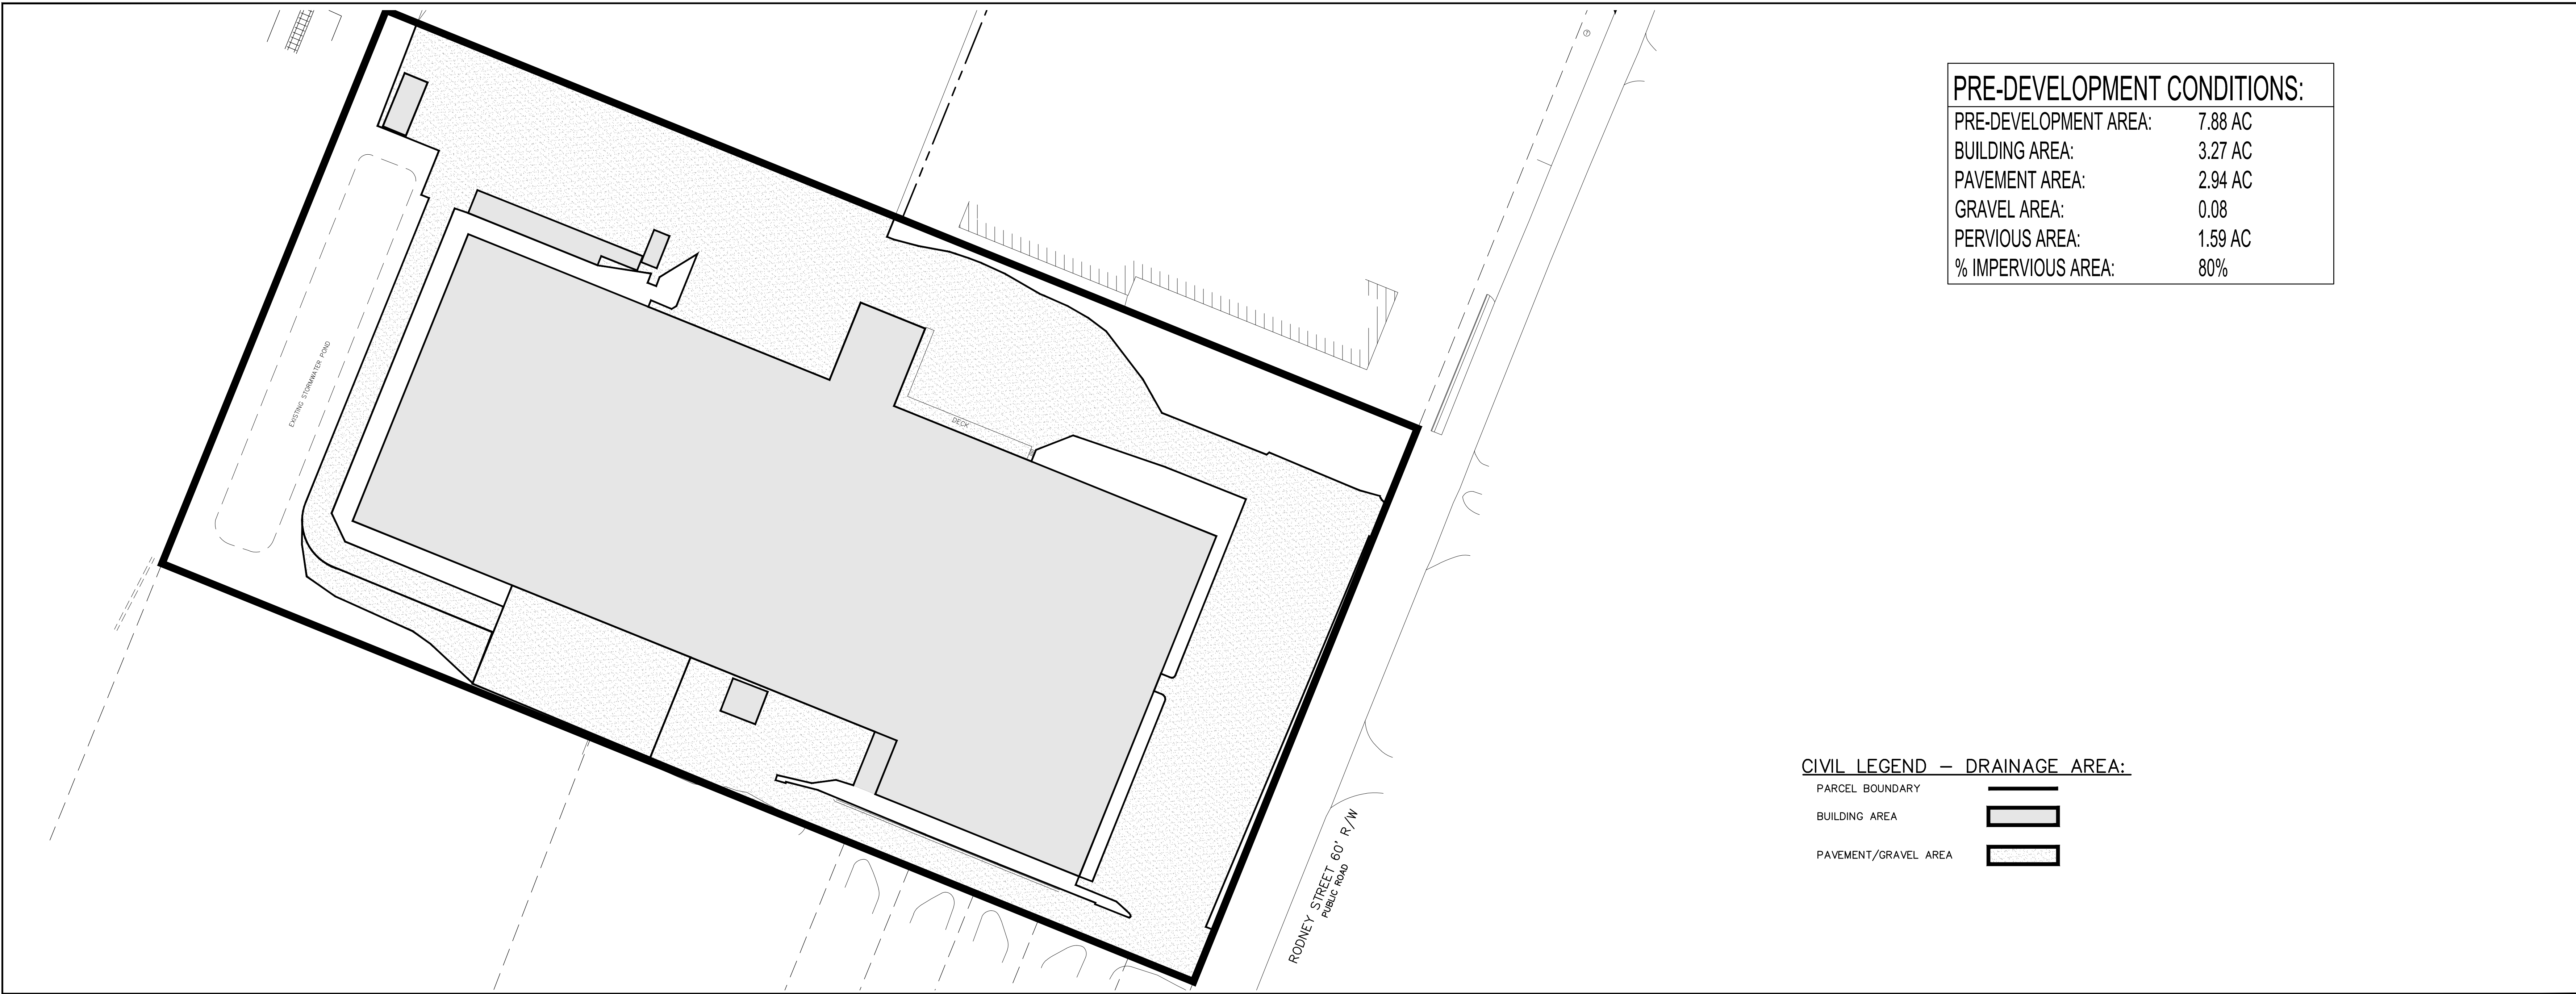 PRE-DEVELOPMENT CONDITIONS:
PRE-DEVELOPMENT AREA: 7.88 AC
BUILDING AREA: 3.27 AC
PAVEMENT AREA: 2.94 AC
GRAVEL AREA: 0.08
PERVIOUS AREA: 1.59 AC
% IMPERVIOUS AREA: 80%
EXISTING STORMWATER POND
DECK
RODNEY STREET 60' R/W
PUBLIC ROAD
CIVIL LEGEND – DRAINAGE AREA:
PARCEL BOUNDARY
BUILDING AREA
PAVEMENT/GRAVEL AREA